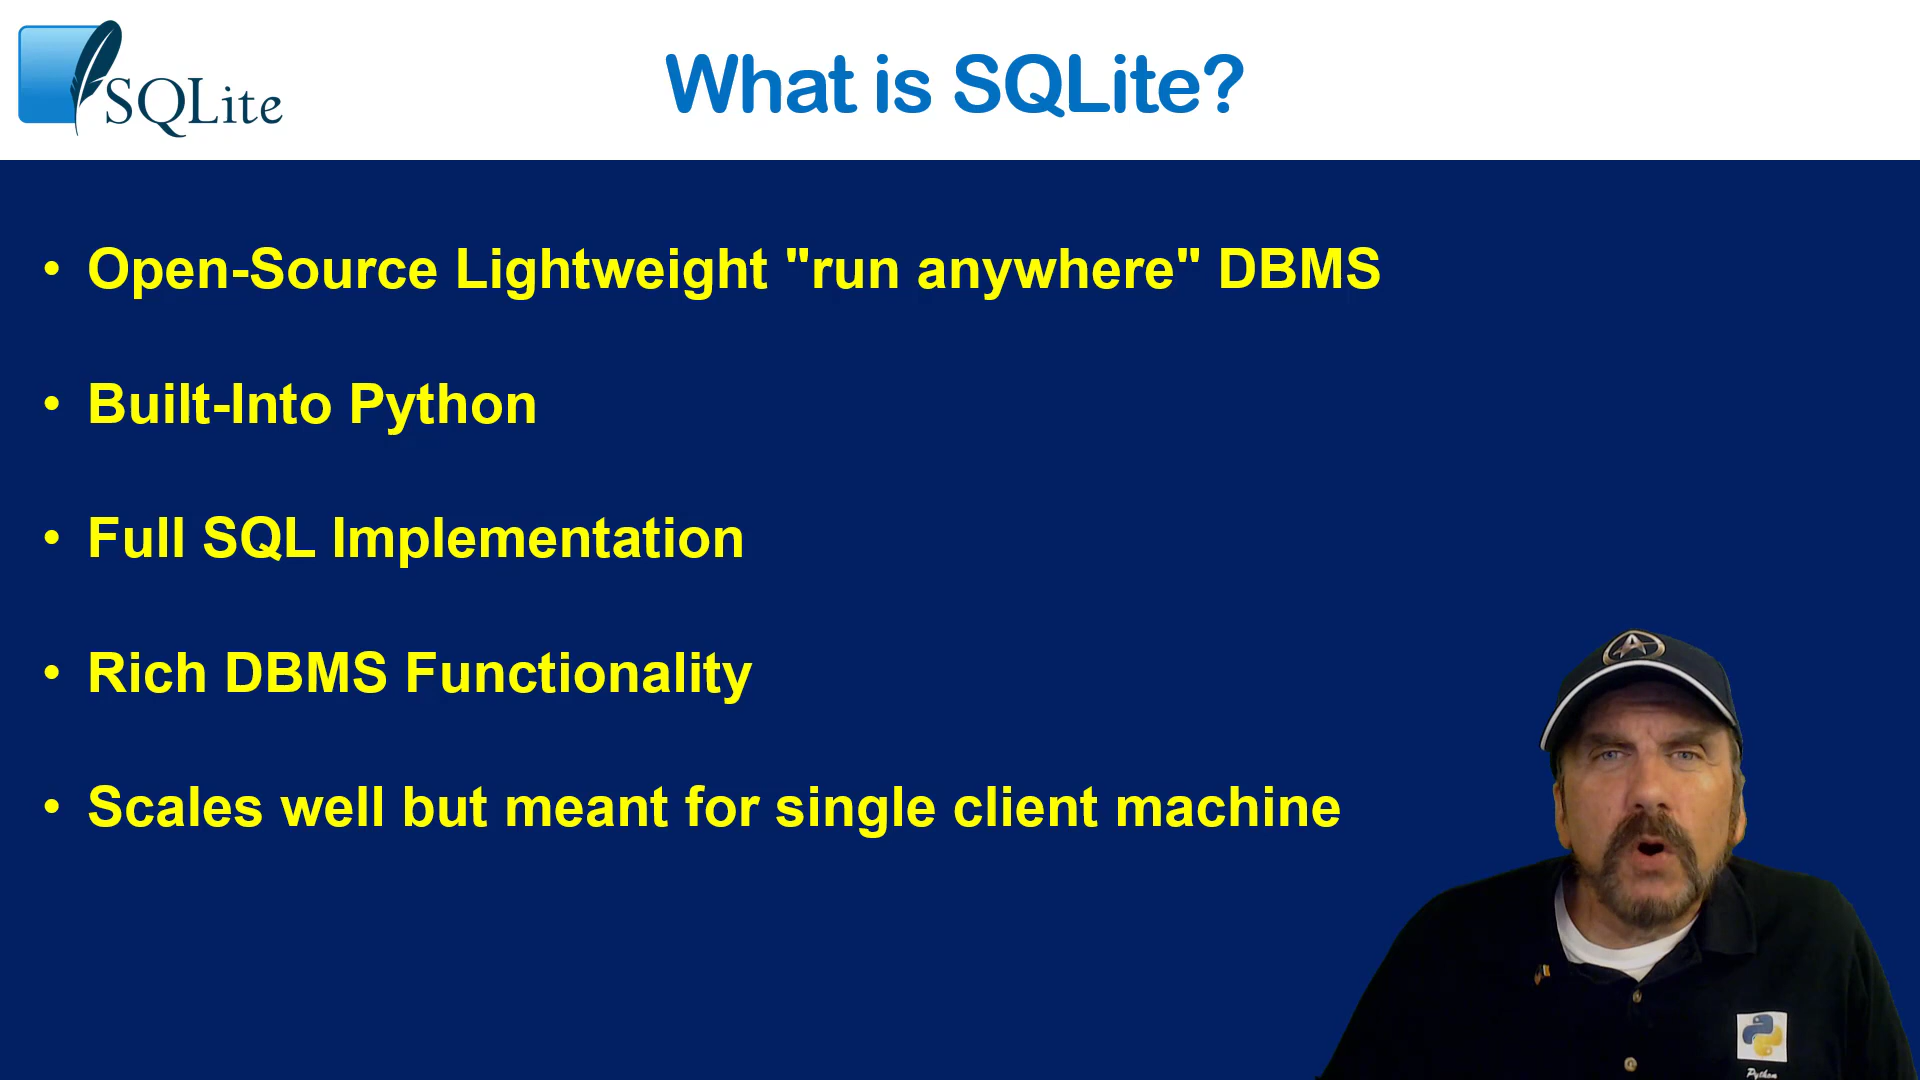 SQLite
What is SQLite?
• Open-Source Lightweight "run anywhere" DBMS
• Built-Into Python
• Full SQL Implementation
• Rich DBMS Functionality
• Scales well but meant for single client machine
Python